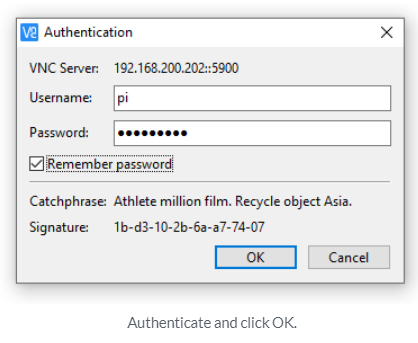 Authentication
VNC Server: 192.168.200.202::5900
Username: pi
Password: ●●●●●●●●●
Remember password
Catchphrase: Athlete million film. Recycle object Asia.
Signature: 1b-d3-10-2b-6a-a7-74-07
OK Cancel
Authenticate and click OK.